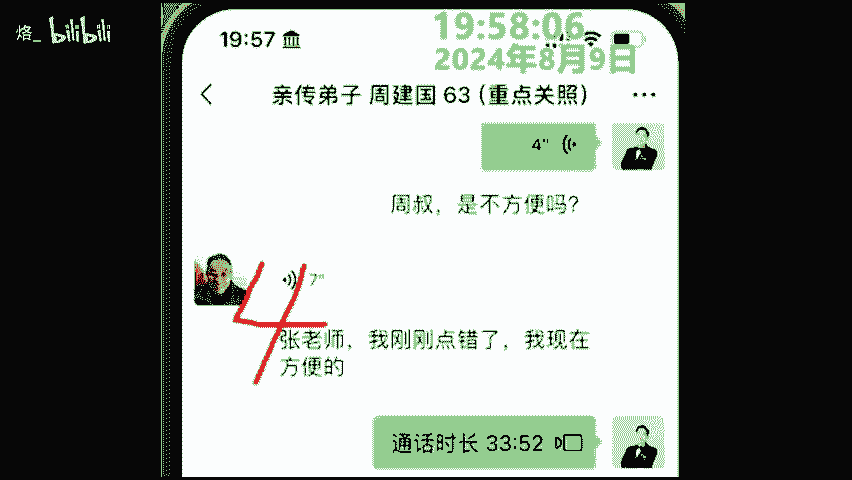 烙_ bilibili
19:58:06
19:57
2024年8月9日
亲传弟子 周建国 63 (重点关照)
4"
周叔，是不方便吗?
7"
4
张老师，我刚刚点错了，我现在
方便的
通话时长 33:52